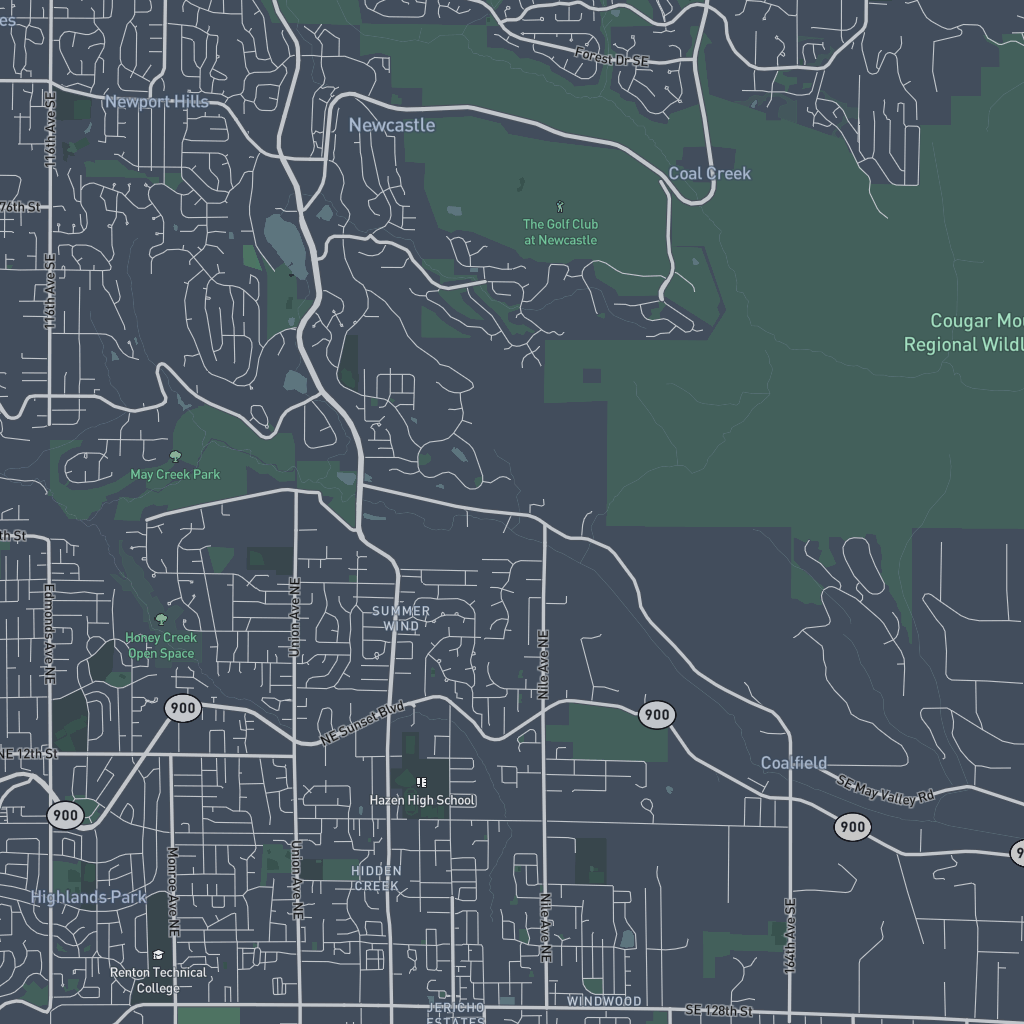 Forest Dr SE
Newport Hills
116th Ave SE
Newcastle
Coal Creek
76th St
The Golf Club
at Newcastle
116th Ave SE
Cougar Mou
Regional Wildl
May Creek Park
th St
Edmonds Ave NE
Union Ave NE
SUMMER
WIND
Honey Creek
Open Space
Nile Ave NE
900
NE Sunset Blvd
900
NE 12th St
Coalfield
SE May Valley Rd
Hazen High School
900
900
9
Monroe Ave NE
Union Ave NE
HIDDEN
CREEK
Highlands Park
Nile Ave NE
164th Ave SE
Renton Technical
College
WINDWOOD
JERICHO
ESTATES
SE 128th St